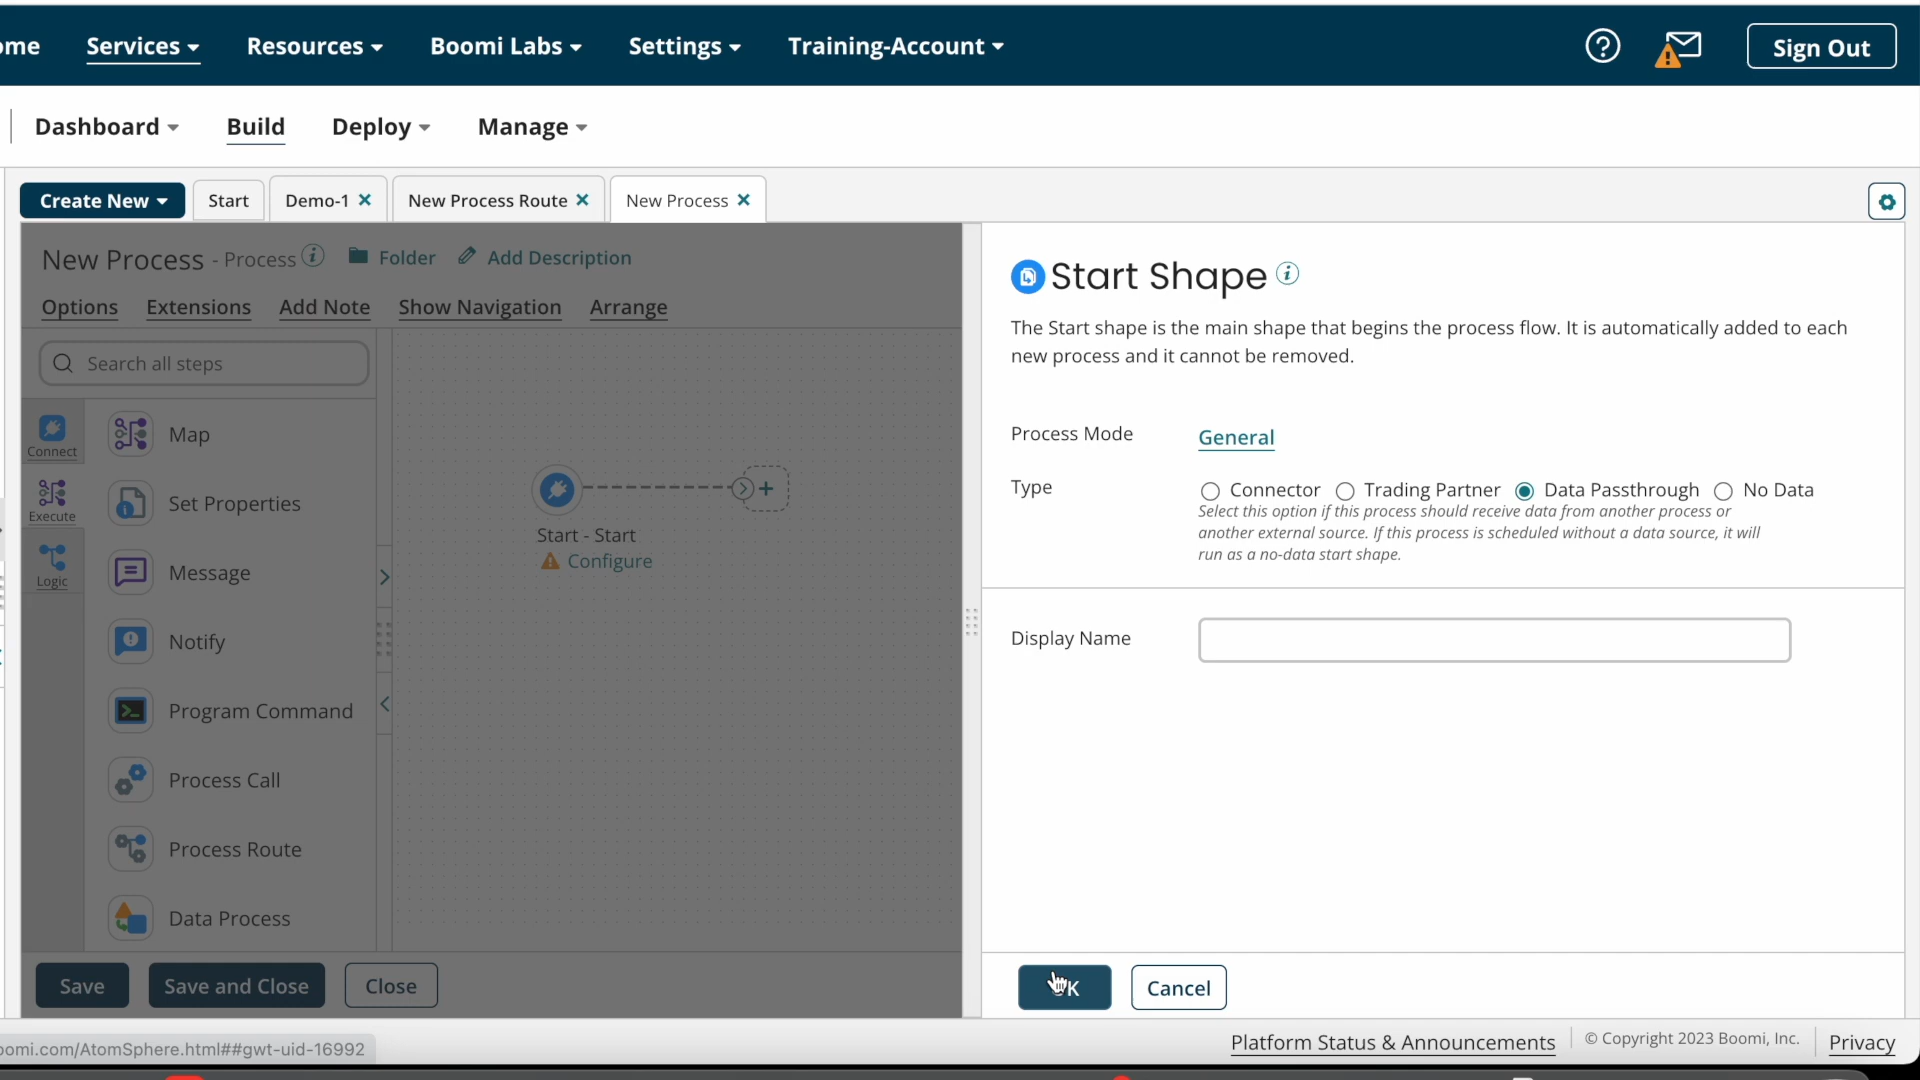 ome Services Resources Boomi Labs Settings Training-Account Sign Out
Dashboard Build Deploy Manage
Create New Start Demo-1 New Process Route New Process
New Process - Process Folder Add Description
Options Extensions Add Note Show Navigation Arrange
Search all steps
Connect
Execute
Logic
Map
Set Properties
Message
Notify
Program Command
Process Call
Process Route
Data Process
Start - Start
Configure
Save Save and Close Close
Start Shape
The Start shape is the main shape that begins the process flow. It is automatically added to each
new process and it cannot be removed.
Process Mode General
Type Connector Trading Partner Data Passthrough No Data
Select this option if this process should receive data from another process or
another external source. If this process is scheduled without a data source, it will
run as a no-data start shape.
Display Name
K Cancel
oomi.com/AtomSphere.html##gwt-uid-16992
Platform Status & Announcements © Copyright 2023 Boomi, Inc. Privacy